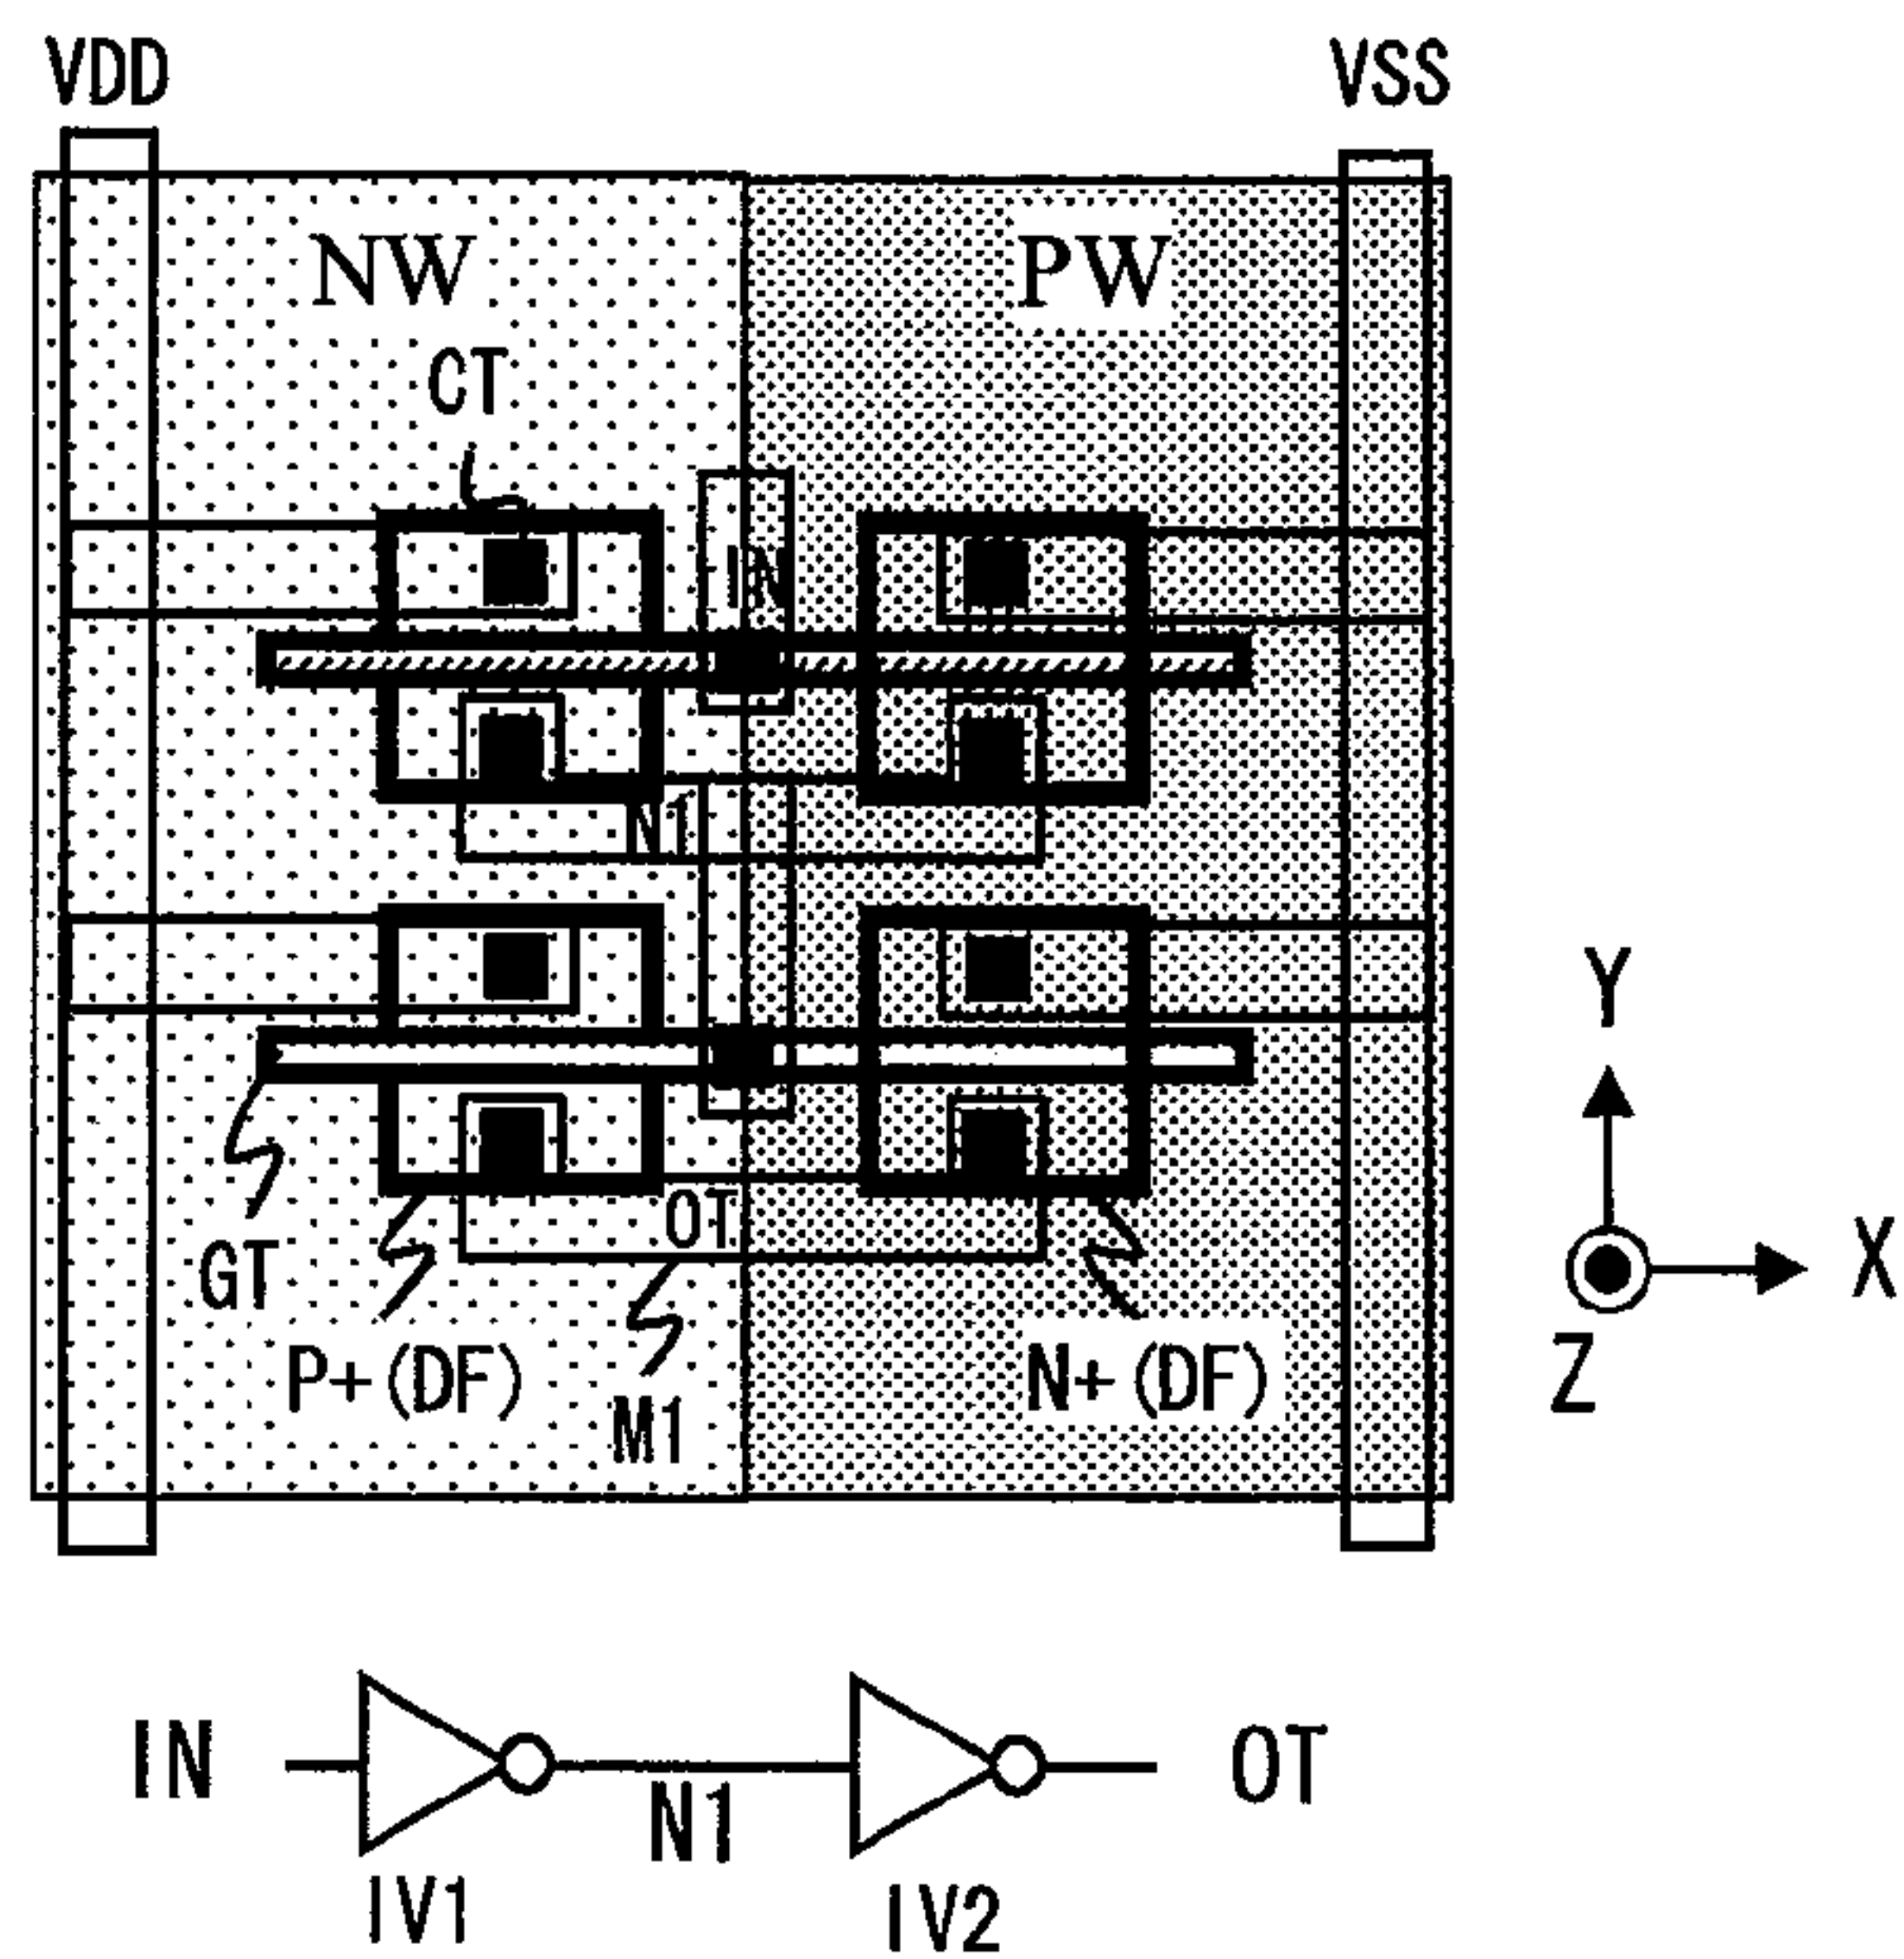 VDD VSS
NW PW
CT
IN
N1
Y
OT
GT X
P+(DF) N+(DF) Z
M1
IN N1 OT
IV1 IV2